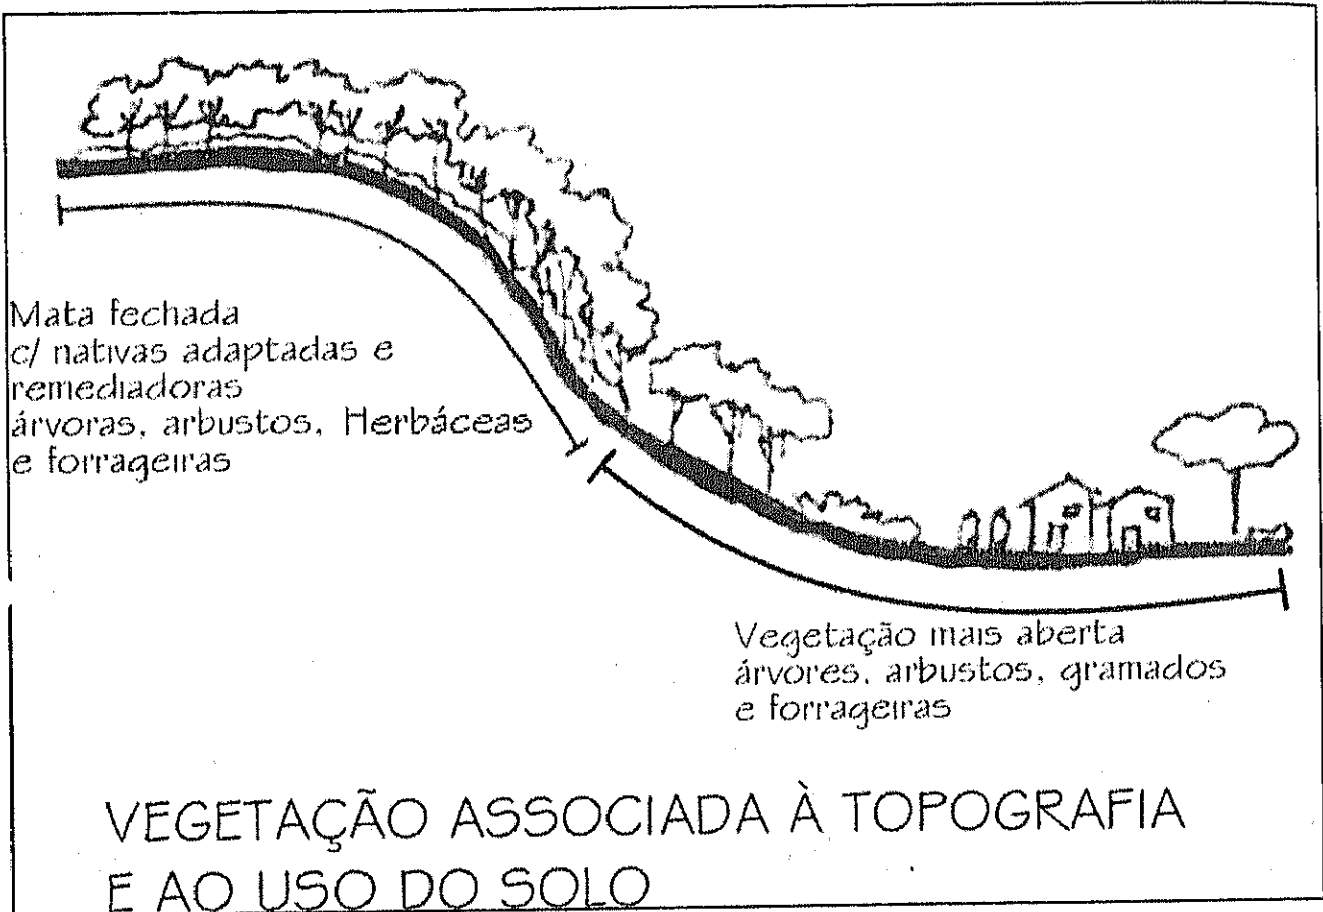 Mata fechada
c/ nativas adaptadas e
remediadoras
árvoras, arbustos, Herbáceas
e forrageiras
Vegetação mais aberta
árvores, arbustos, gramados
e forrageiras
VEGETAÇÃO ASSOCIADA À TOPOGRAFIA
E AO USO DO SOLO